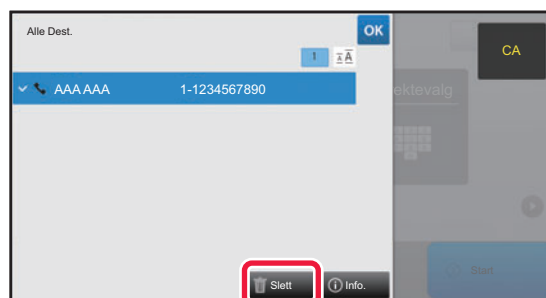 Alle Dest.
OK
CA
1
AAA AAA 1-1234567890
ektevalg
Slett
Info.
Start